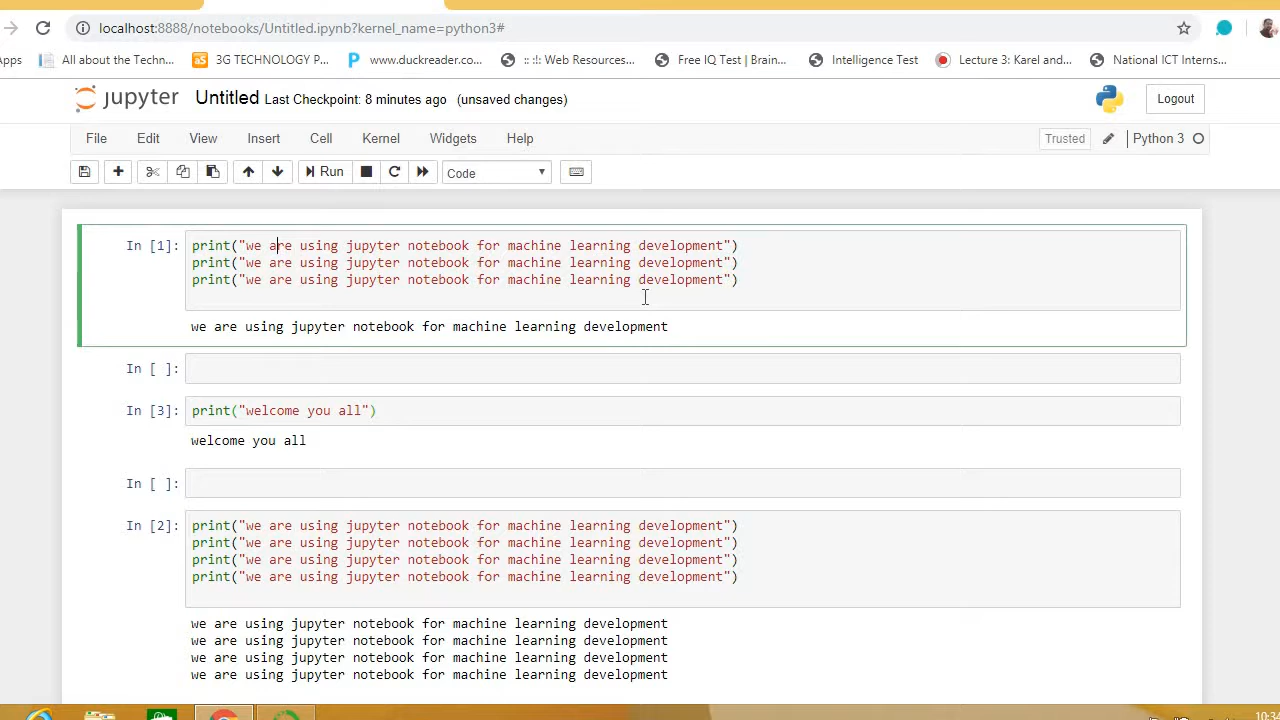 localhost:8888/notebooks/Untitled.ipynb?kernel_name=python3#
Apps All about the Techn... 3G TECHNOLOGY P... www.duckreader.co... :: :!: Web Resources... Free IQ Test | Brain... Intelligence Test Lecture 3: Karel and... National ICT Interns...
jupyter Untitled Last Checkpoint: 8 minutes ago (unsaved changes) Logout
File Edit View Insert Cell Kernel Widgets Help Trusted Python 3
Run Code
In [1]: print("we are using jupyter notebook for machine learning development")
print("we are using jupyter notebook for machine learning development")
print("we are using jupyter notebook for machine learning development")
we are using jupyter notebook for machine learning development
In [ ]:
In [3]: print("welcome you all")
welcome you all
In [ ]:
In [2]: print("we are using jupyter notebook for machine learning development")
print("we are using jupyter notebook for machine learning development")
print("we are using jupyter notebook for machine learning development")
print("we are using jupyter notebook for machine learning development")
we are using jupyter notebook for machine learning development
we are using jupyter notebook for machine learning development
we are using jupyter notebook for machine learning development
we are using jupyter notebook for machine learning development